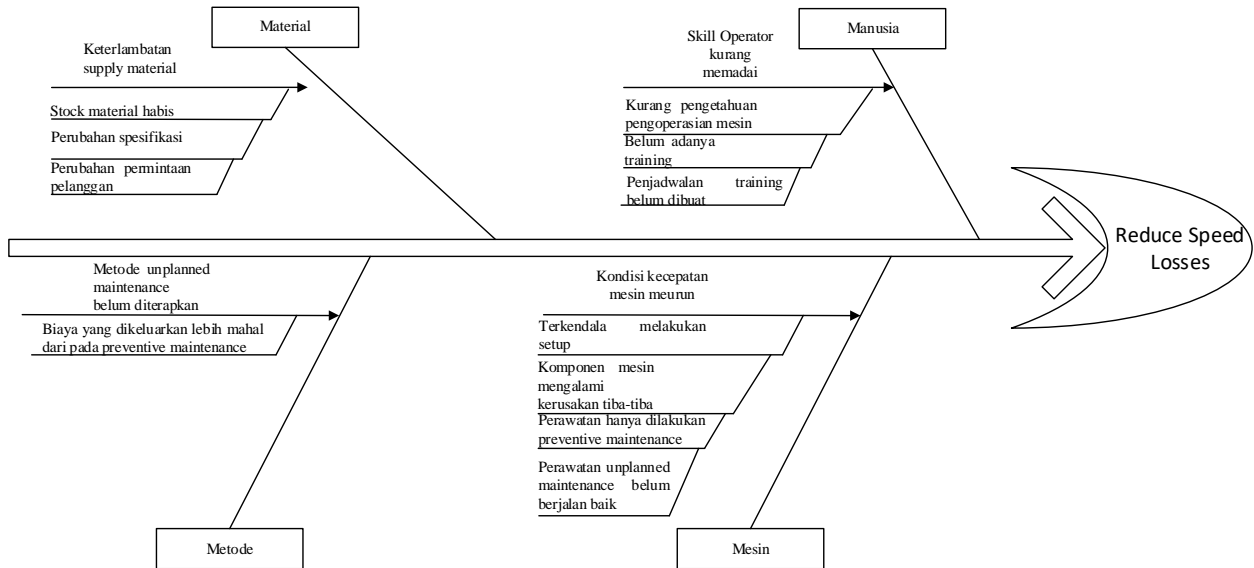 Material
Keterlambatan
supply material
Stock material habis
Perubahan spesifikasi
Perubahan permintaan
pelanggan
Manusia
Skill Operator
kurang
memadai
Kurang pengetahuan
pengoperasian mesin
Belum adanya
training
Penjadwalan training
belum dibuat
Reduce Speed
Losses
Metode unplanned
maintenance
belum diterapkan
Biaya yang dikeluarkan lebih mahal
dari pada preventive maintenance
Metode
Kondisi kecepatan
mesin meurun
Terkendala melakukan
setup
Komponen mesin
mengalami
kerusakan tiba-tiba
Perawatan hanya dilakukan
preventive maintenance
Perawatan unplanned
maintenance belum
berjalan baik
Mesin